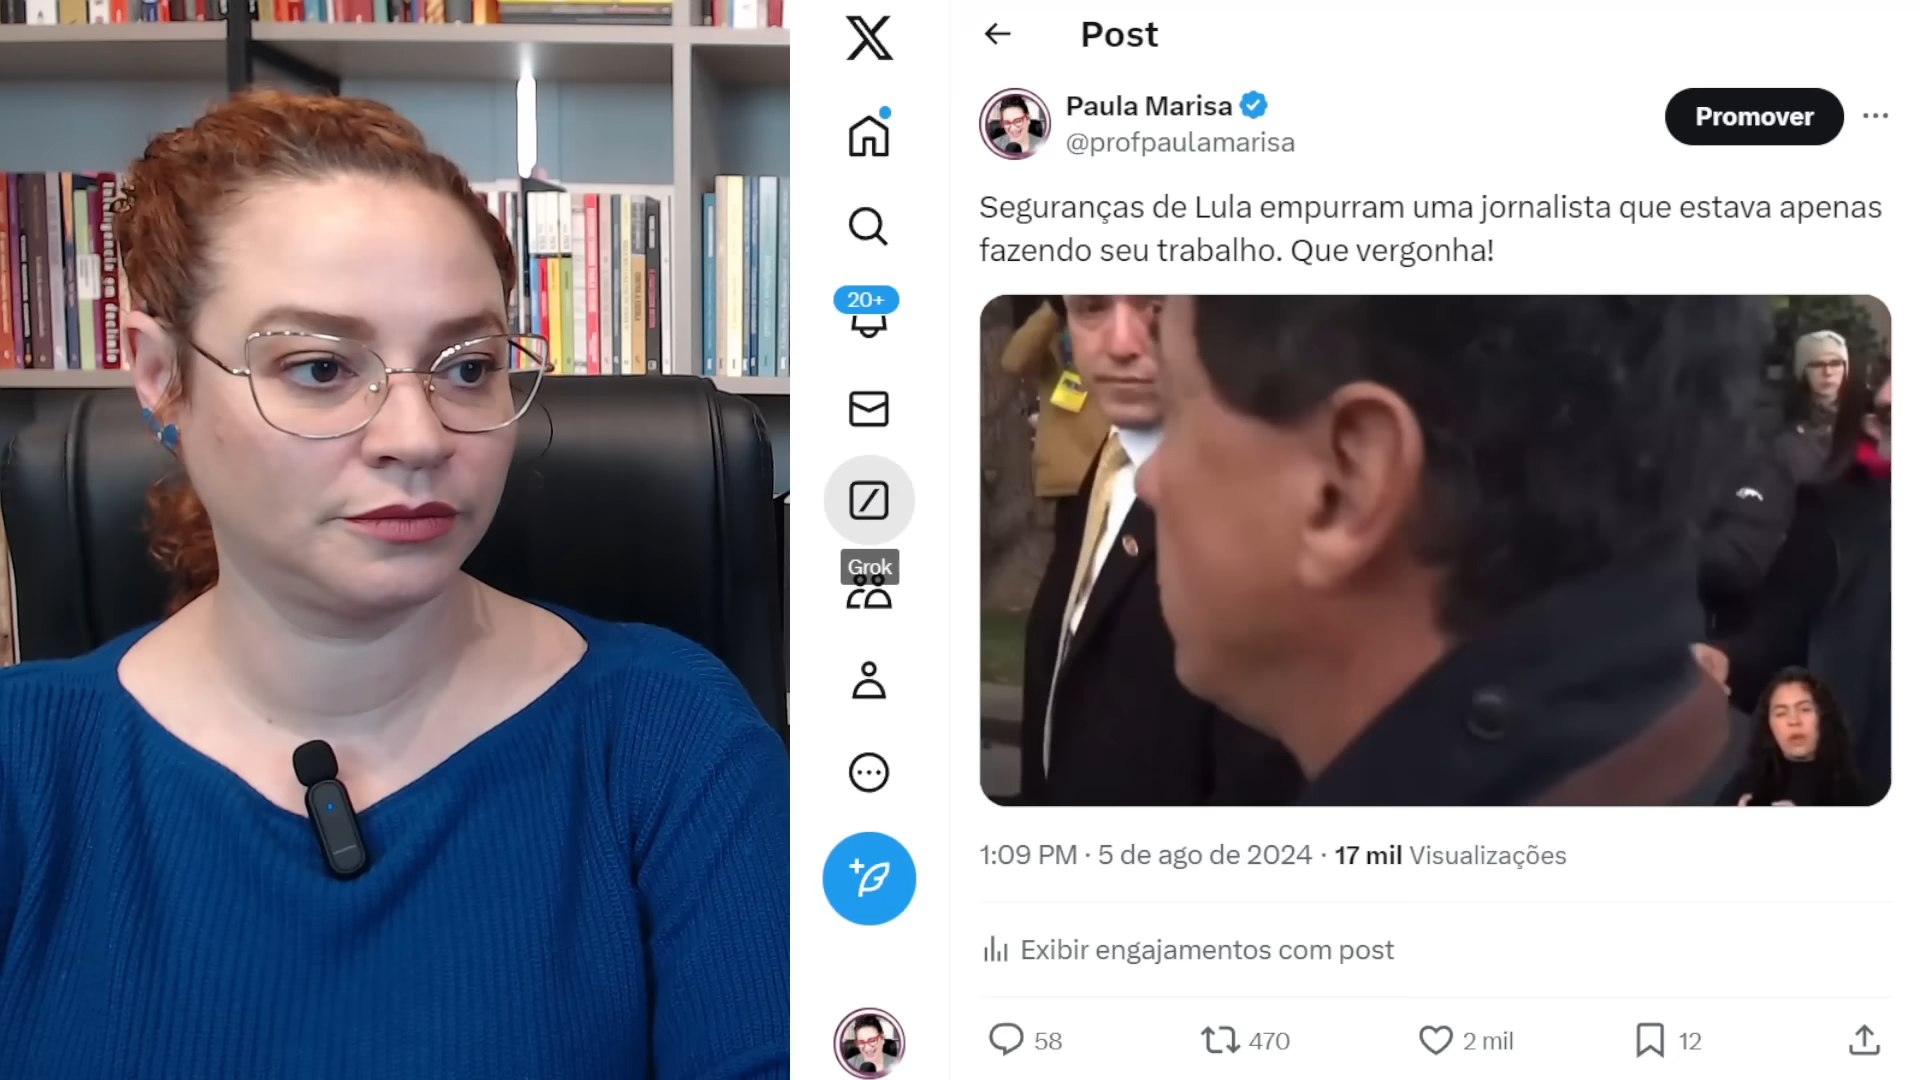 Post
Paula Marisa
@profpaulamarisa
Promover
Seguranças de Lula empurram uma jornalista que estava apenas
fazendo seu trabalho. Que vergonha!
20+
Grok
1:09 PM · 5 de ago de 2024 · 17 mil Visualizações
Exibir engajamentos com post
58
470
2 mil
12